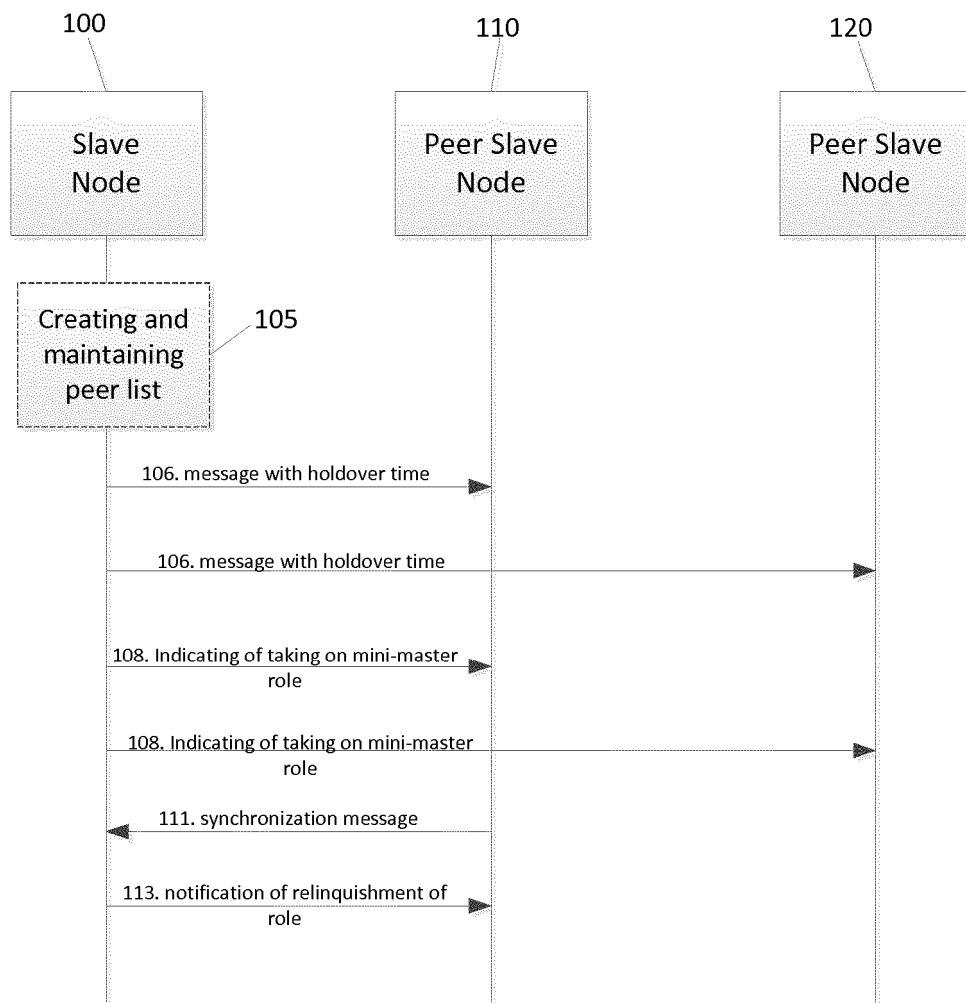 100
110
120
Slave
Node
Peer Slave
Node
Peer Slave
Node
Creating and
maintaining
peer list
105
106. message with holdover time
106. message with holdover time
108. Indicating of taking on mini-master
role
108. Indicating of taking on mini-master
role
111. synchronization message
113. notification of relinquishment of
role